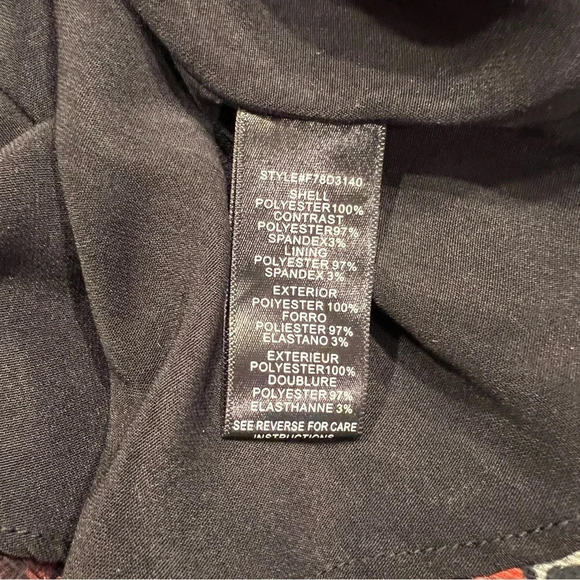 STYLE#F78D3140
SHELL
POLYESTER100%
CONTRAST
POLYESTER97%
SPANDEX3%
LINING
POLYESTER 97%
SPANDEX 3%
EXTERIOR
POIYESTER 100%
FORRO
POLIESTER 97%
ELASTANO 3%
EXTERIEUR
POLYESTER100%
DOUBLURE
POLYESTER 97%
ELASTHANNE 3%
SEE REVERSE FOR CARE
INSTRUCTIONS